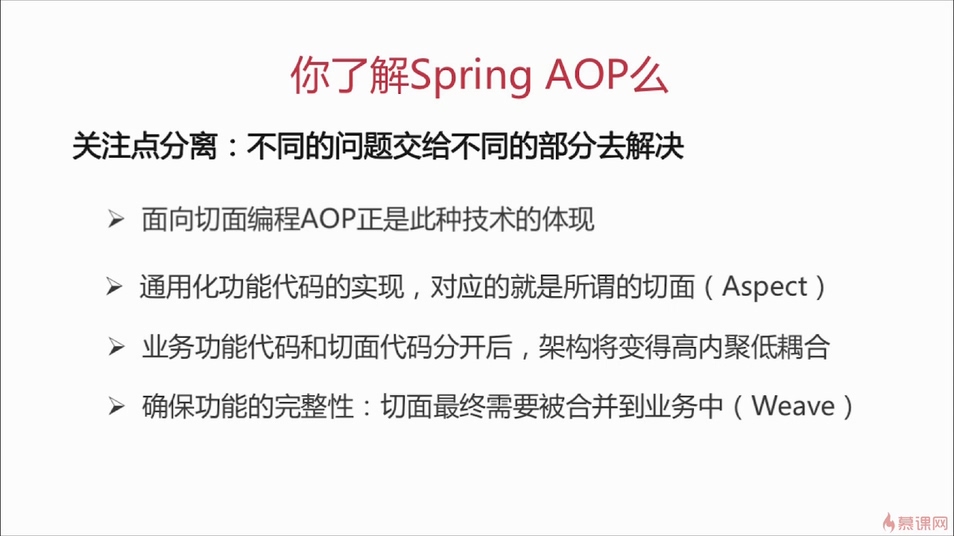 你了解Spring AOP么
关注点分离：不同的问题交给不同的部分去解决
➢ 面向切面编程AOP正是此种技术的体现
➢ 通用化功能代码的实现，对应的就是所谓的切面（Aspect）
➢ 业务功能代码和切面代码分开后，架构将变得高内聚低耦合
➢ 确保功能的完整性：切面最终需要被合并到业务中（Weave）
慕课网